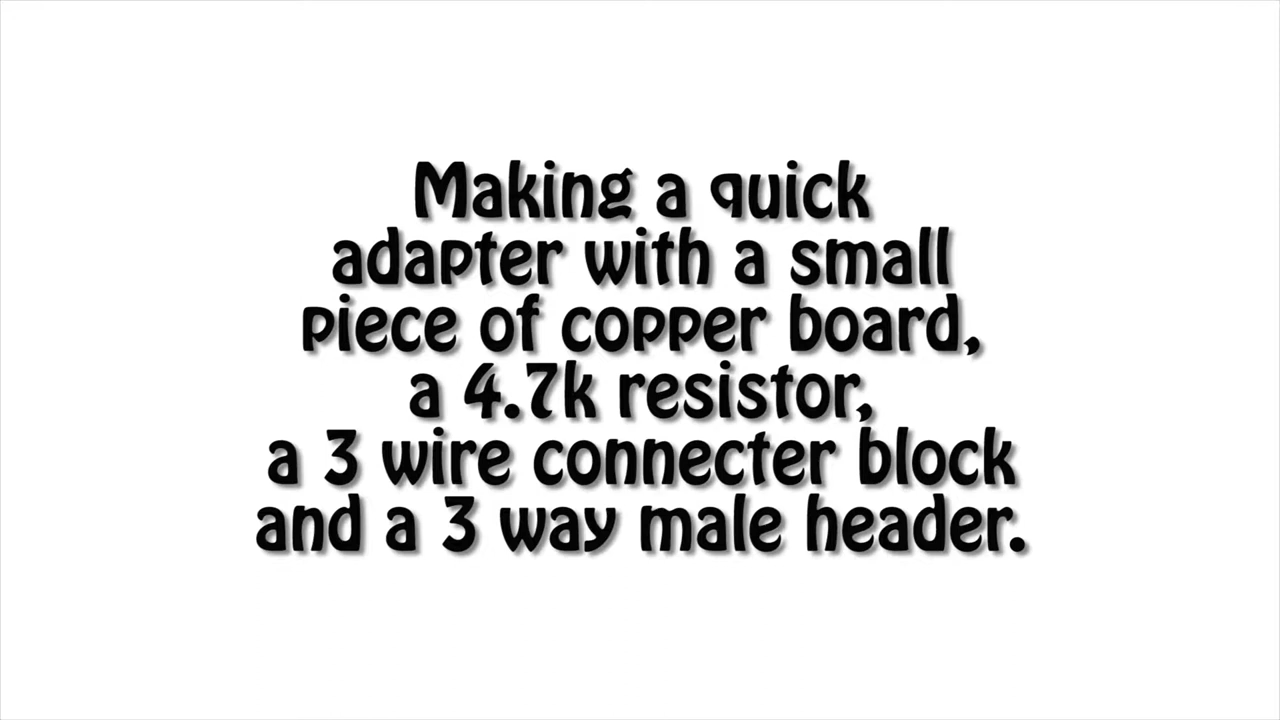 Making a quick
adapter with a small
piece of copper board,
a 4.7k resistor,
a 3 wire connecter block
and a 3 way male header.